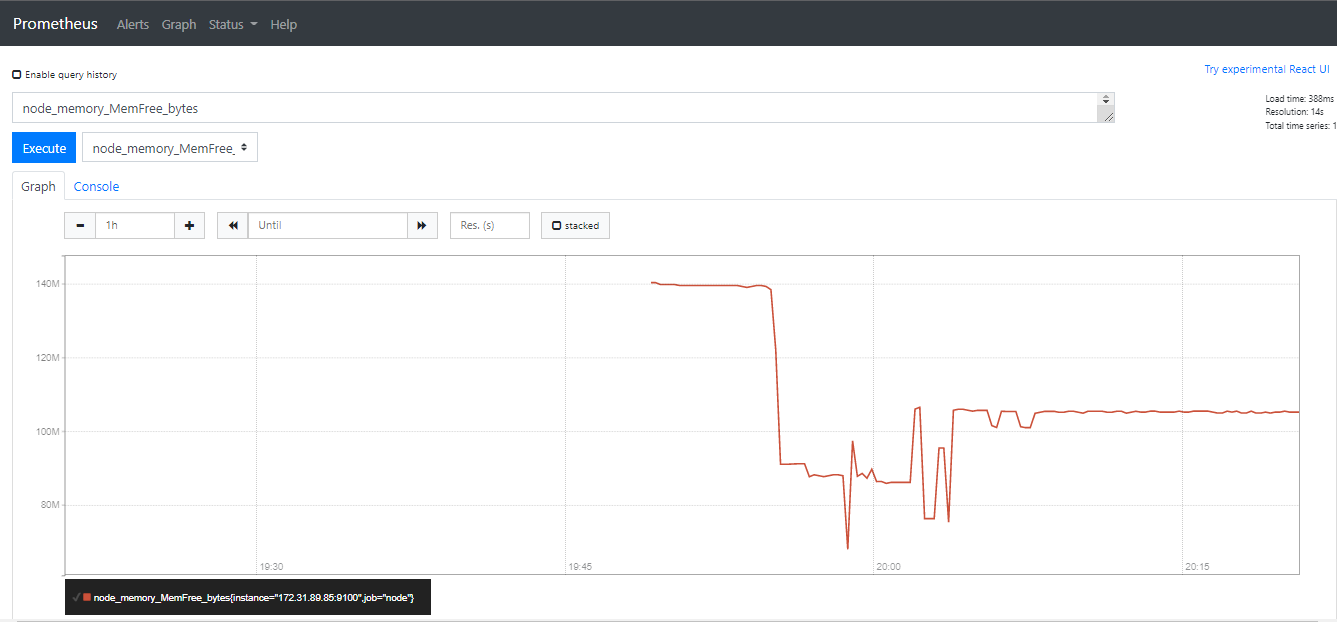 Prometheus Alerts Graph Status Help
Enable query history
Try experimental React UI
node_memory_MemFree_bytes
Load time: 388ms
Resolution: 14s
Total time series: 1
Execute node_memory_MemFree_
Graph Console
1h Until Res. (s) stacked
140M
120M
100M
80M
19:30 19:45 20:00 20:15
node_memory_MemFree_bytes{instance="172.31.89.85:9100",job="node"}